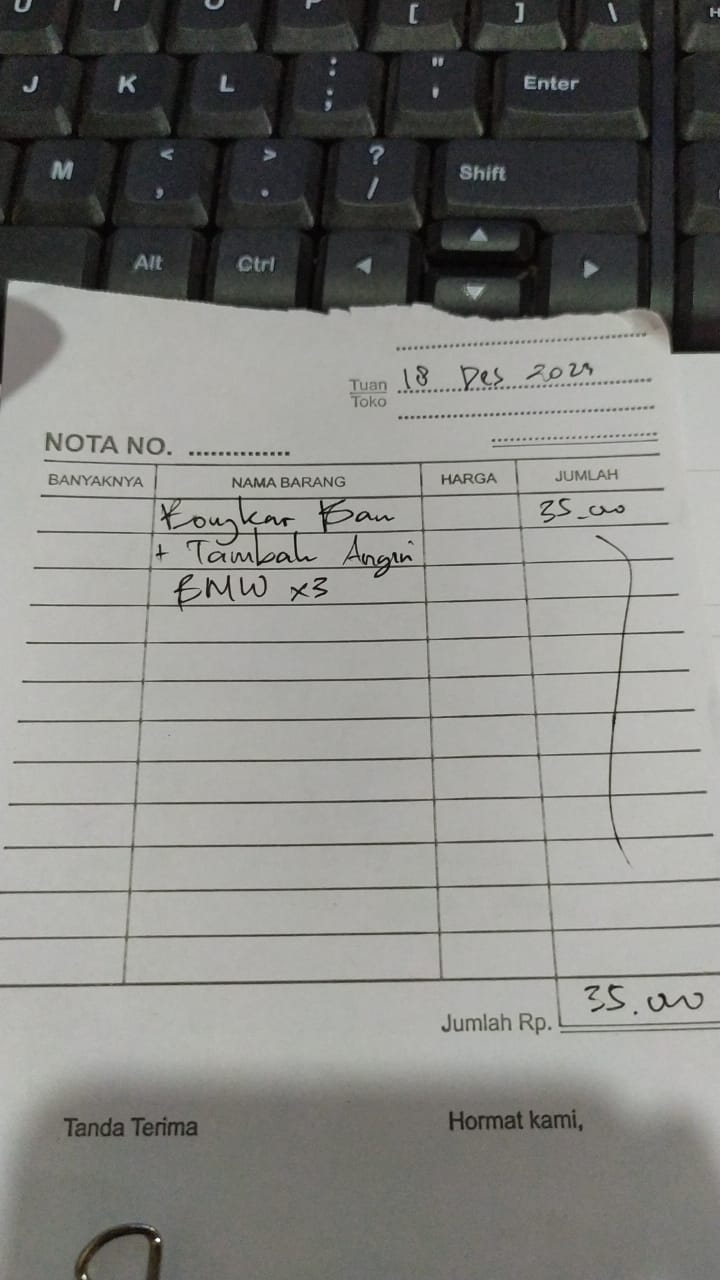 U I O P [ ] \
J K L : ; " ' Enter
M < , > . ? / Shift
Alt Ctrl
Tuan
Toko
18 Des 2024
NOTA NO. ..............
BANYAKNYA NAMA BARANG HARGA JUMLAH
Bongkar Ban 35.000
+ Tambah Angin
BMW x3
Jumlah Rp. 35.000
Tanda Terima Hormat kami,